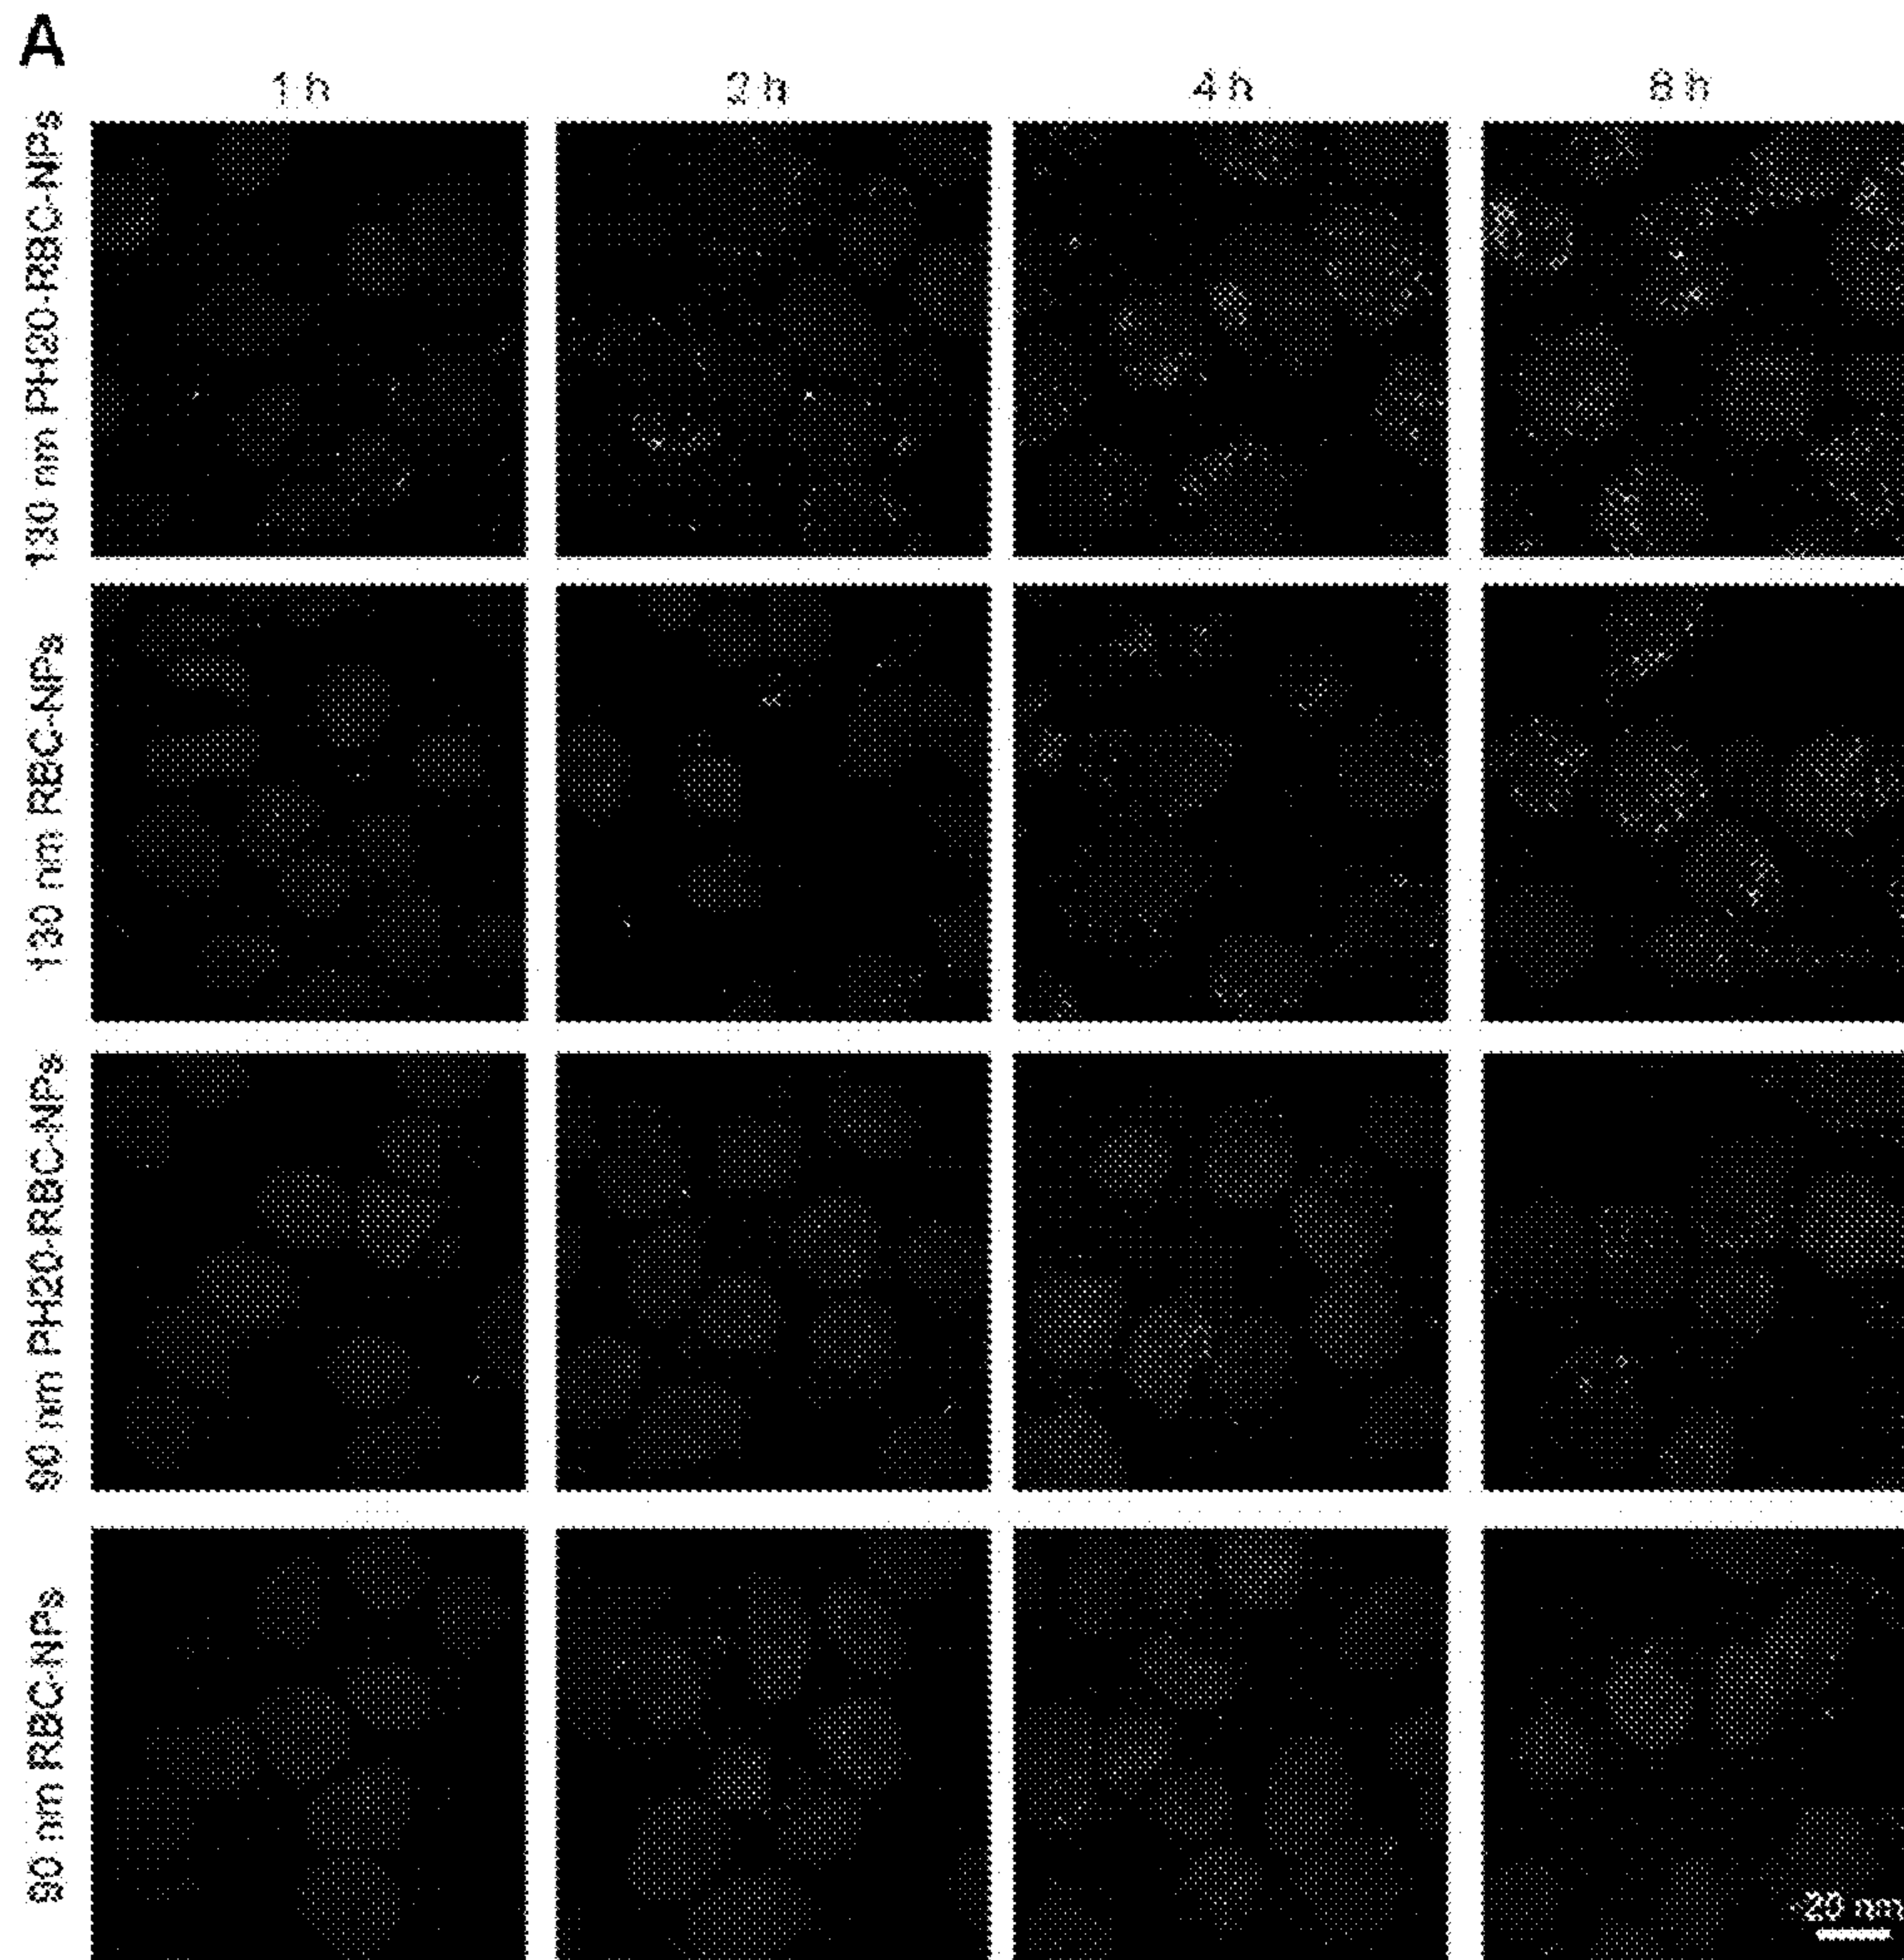 A
1 h 2 h 4 h 8 h
130 nm PH20-RBC-NPs
130 nm RBC-NPs
90 nm PH20-RBC-NPs
90 nm RBC-NPs
20 nm